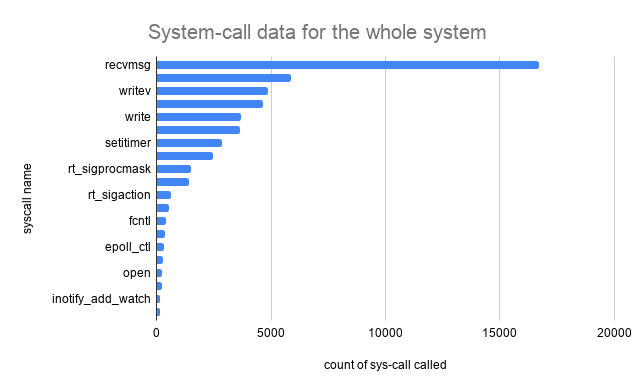 System-call data for the whole system
recvmsg
writev
write
setitimer
rt_sigprocmask
rt_sigaction
fcntl
epoll_ctl
open
inotify_add_watch
syscall name
0 5000 10000 15000 20000
count of sys-call called